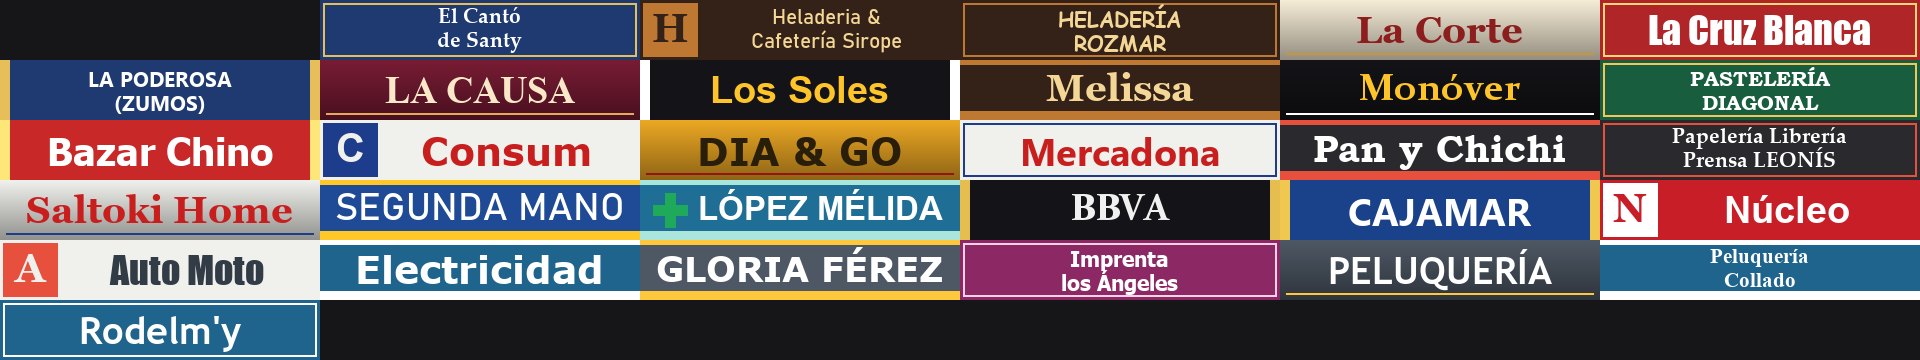 El Cantó
de Santy
H
Heladeria &
Cafetería Sirope
HELADERÍA
ROZMAR
La Corte
La Cruz Blanca
LA PODEROSA
(ZUMOS)
LA CAUSA
Los Soles
Melissa
Monóver
PASTELERÍA
DIAGONAL
Bazar Chino
C
Consum
DIA & GO
Mercadona
Pan y Chichi
Papelería Librería
Prensa LEONÍS
Saltoki Home
SEGUNDA MANO
LÓPEZ MÉLIDA
BBVA
CAJAMAR
N
Núcleo
A
Auto Moto
Electricidad
GLORIA FÉREZ
Imprenta
los Ángeles
PELUQUERÍA
Peluquería
Collado
Rodelm'y